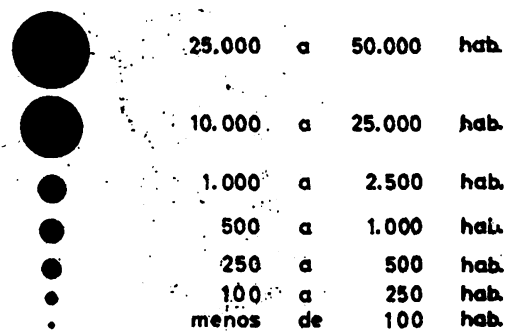 25.000 a 50.000 hab.
10.000 a 25.000 hab.
1.000 a 2.500 hab.
500 a 1.000 hab.
250 a 500 hab.
100 a 250 hab.
menos de 100 hab.